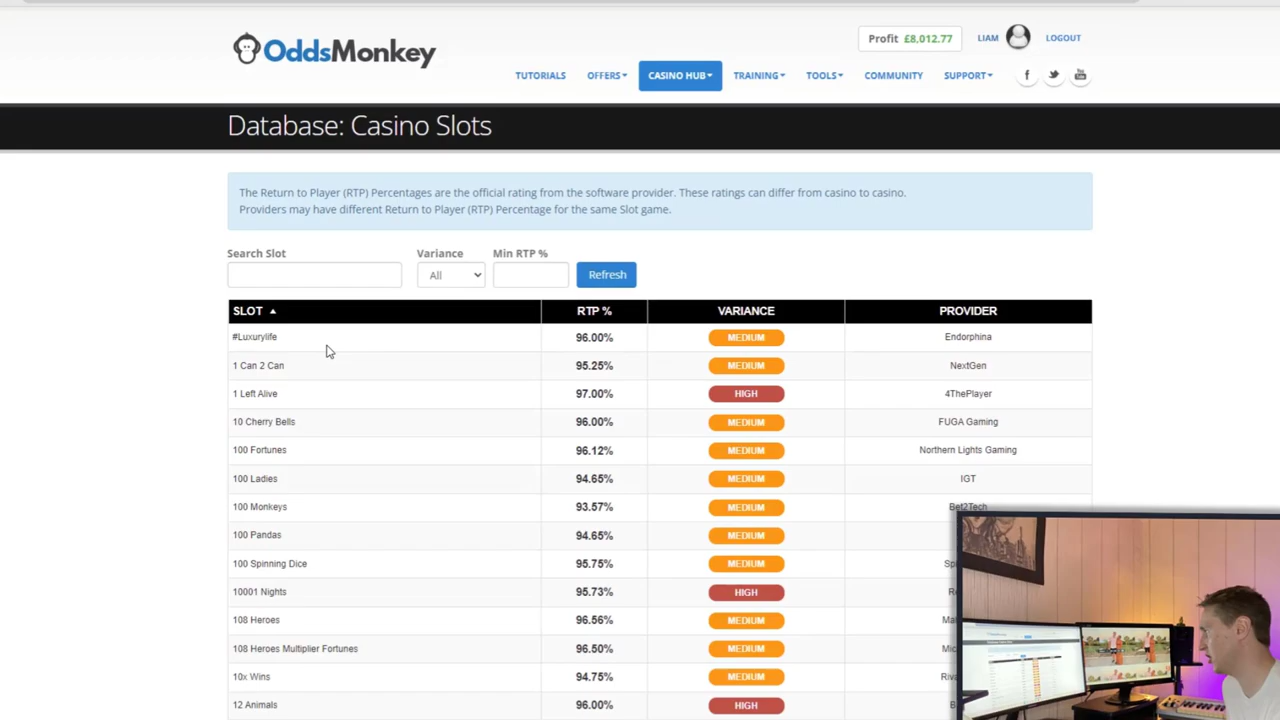 OddsMonkey
Profit £8,012.77
LIAM
LOGOUT
TUTORIALS OFFERS CASINO HUB TRAINING TOOLS COMMUNITY SUPPORT
Database: Casino Slots
The Return to Player (RTP) Percentages are the official rating from the software provider. These ratings can differ from casino to casino.
Providers may have different Return to Player (RTP) Percentage for the same Slot game.
Search Slot Variance Min RTP %
All Refresh
SLOT RTP % VARIANCE PROVIDER
#Luxurylife 96.00% MEDIUM Endorphina
1 Can 2 Can 95.25% MEDIUM NextGen
1 Left Alive 97.00% HIGH 4ThePlayer
10 Cherry Bells 96.00% MEDIUM FUGA Gaming
100 Fortunes 96.12% MEDIUM Northern Lights Gaming
100 Ladies 94.65% MEDIUM IGT
100 Monkeys 93.57% MEDIUM Bet2Tech
100 Pandas 94.65% MEDIUM
100 Spinning Dice 95.75% MEDIUM
10001 Nights 95.73% HIGH
108 Heroes 96.56% MEDIUM
108 Heroes Multiplier Fortunes 96.50% MEDIUM
10x Wins 94.75% MEDIUM
12 Animals 96.00% HIGH